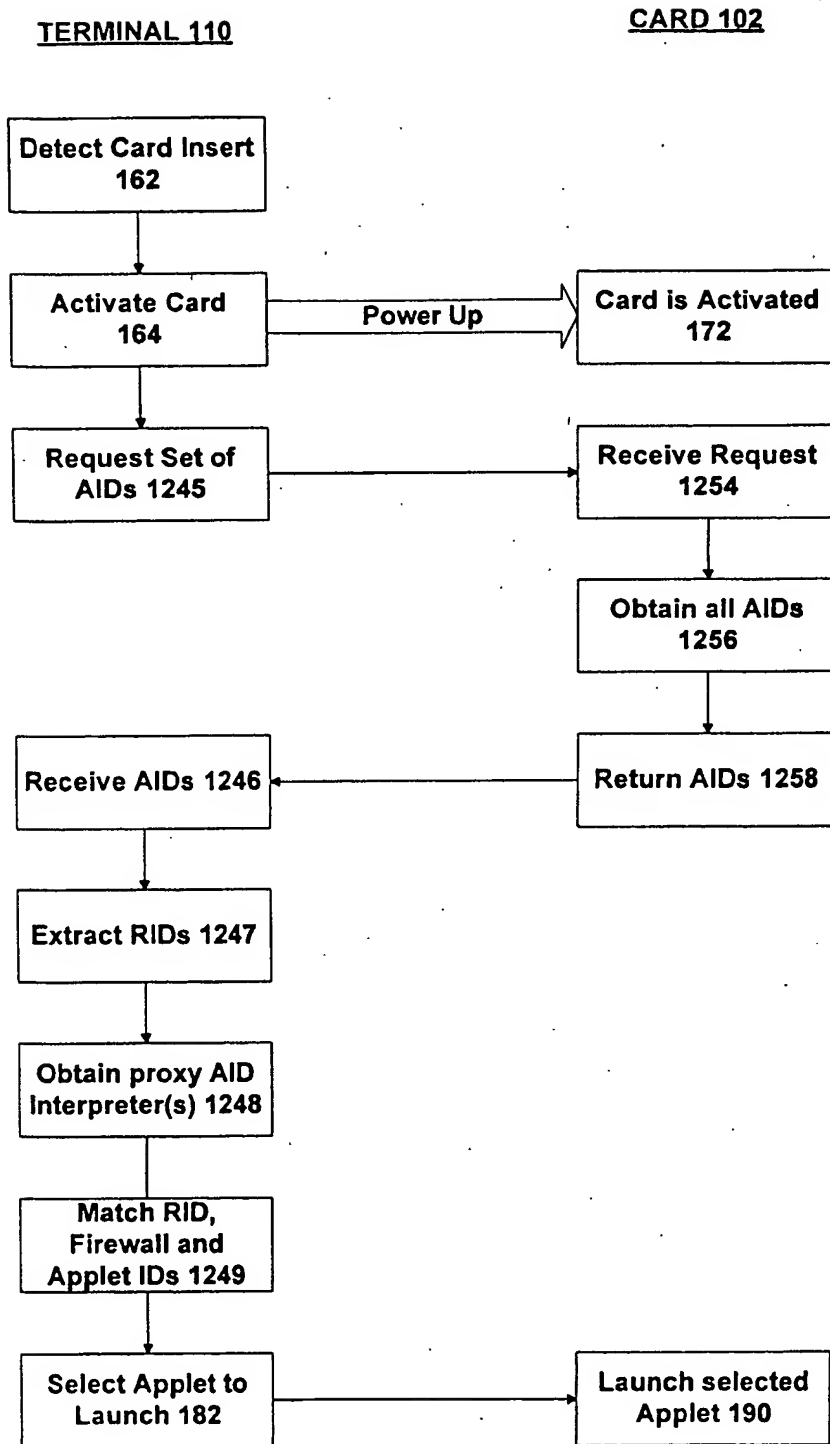 TERMINAL 110
CARD 102
Detect Card Insert
162
Activate Card
164
Power Up
Card is Activated
172
Request Set of
AIDs 1245
Receive Request
1254
Obtain all AIDs
1256
Receive AIDs 1246
Return AIDs 1258
Extract RIDs 1247
Obtain proxy AID
Interpreter(s) 1248
Match RID,
Firewall and
Applet IDs 1249
Select Applet to
Launch 182
Launch selected
Applet 190